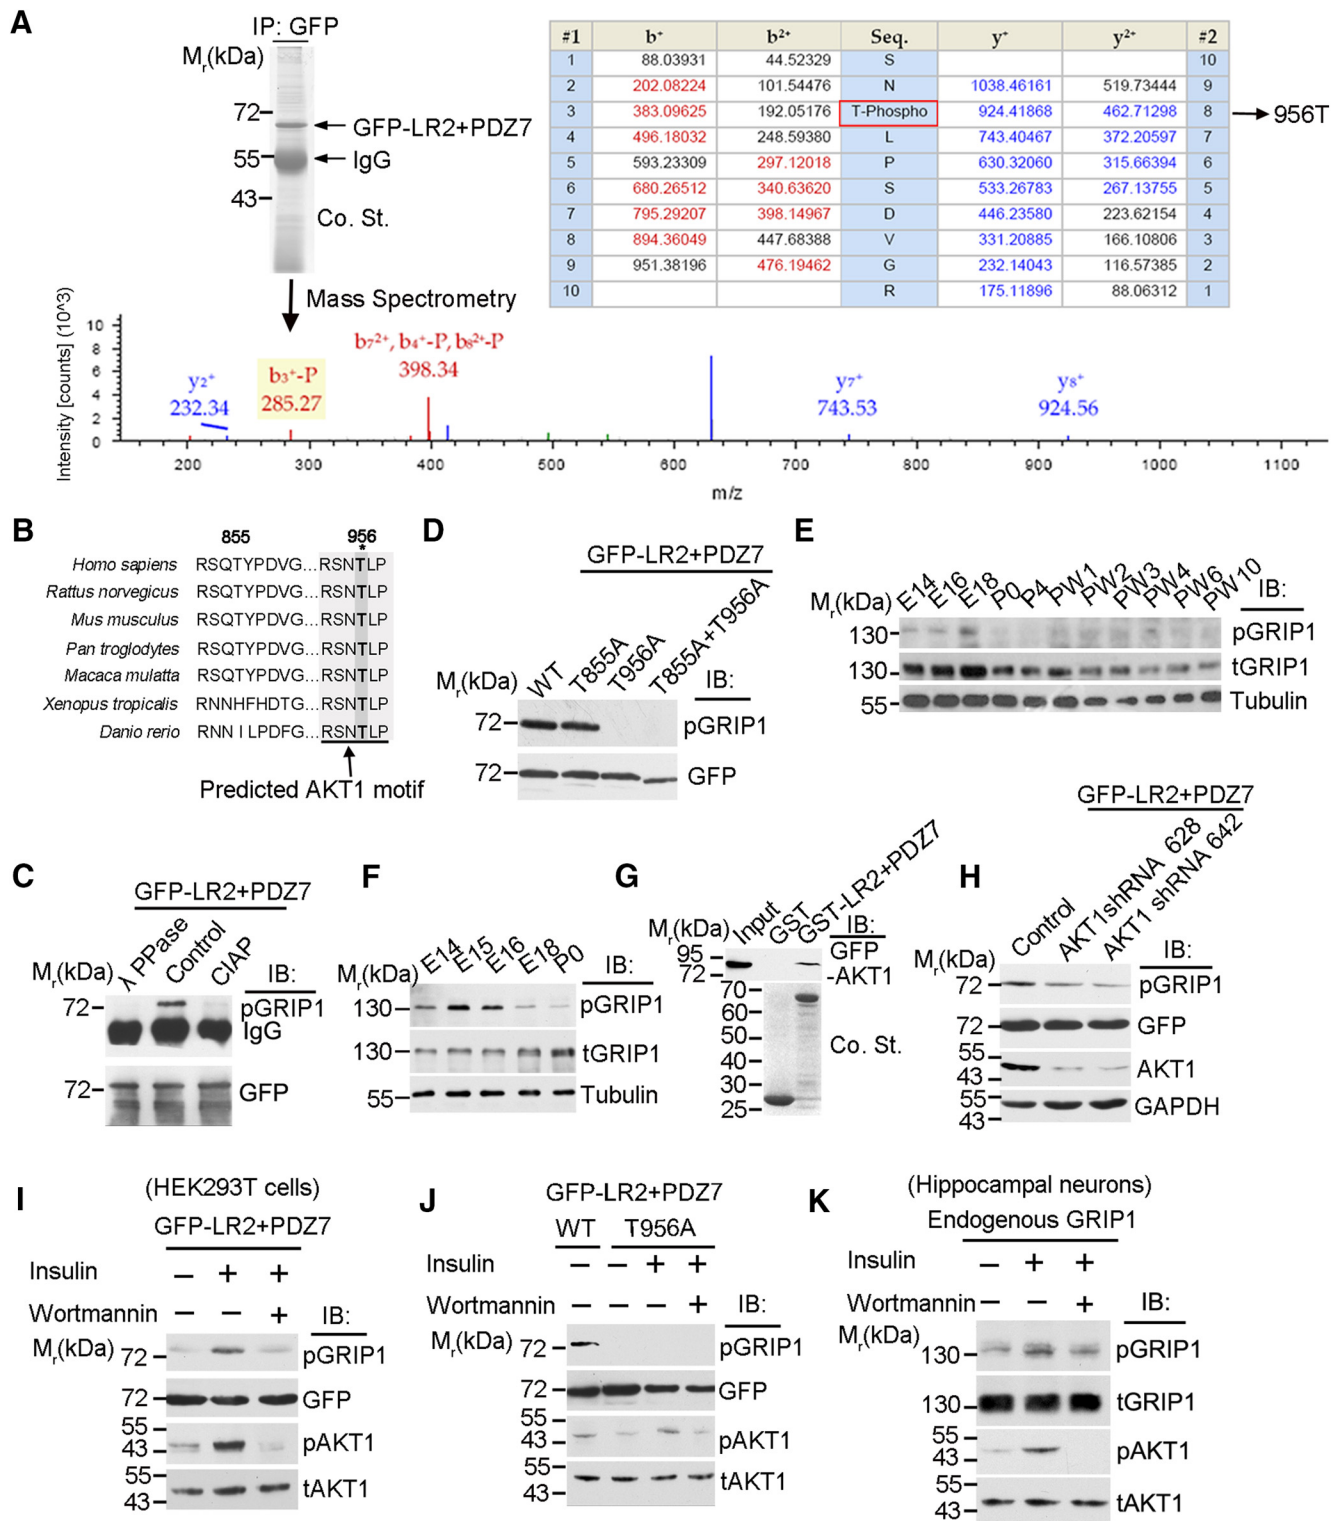 A
IP: GFP
Mr(kDa)
72
55
43
GFP-LR2+PDZ7
IgG
Co. St.
Mass Spectrometry
#1 b⁺ b²⁺ Seq. y⁺ y²⁺ #2
1 88.03931 44.52329 S 10
2 202.08224 101.54476 N 1038.46161 519.73444 9
3 383.09625 192.05176 T-Phospho 924.41868 462.71298 8
956T
4 496.18032 248.59380 L 743.40467 372.20597 7
5 593.23309 297.12018 P 630.32060 315.66394 6
6 680.26512 340.63620 S 533.26783 267.13755 5
7 795.29207 398.14967 D 446.23580 223.62154 4
8 894.36049 447.68388 V 331.20885 166.10806 3
9 951.38196 476.19462 G 232.14043 116.57385 2
10 R 175.11896 88.06312 1
Intensity [counts] (10^3)
10
8
6
4
2
0
y₂⁺
232.34
b₃⁺-P
285.27
b₇²⁺, b₄⁺-P, b₈²⁺-P
398.34
y₇⁺
743.53
y₈⁺
924.56
200 300 400 500 600 700 800 900 1000 1100
m/z
B
855 956
*
Homo sapiens RSQTYPDVG...RSNTLP
Rattus norvegicus RSQTYPDVG...RSNTLP
Mus musculus RSQTYPDVG...RSNTLP
Pan troglodytes RSQTYPDVG...RSNTLP
Macaca mulatta RSQTYPDVG...RSNTLP
Xenopus tropicalis RNNHFHDTG...RSNTLP
Danio rerio RNN I LPDFG...RSNTLP
Predicted AKT1 motif
D
GFP-LR2+PDZ7
Mr(kDa)
WT T855A T956A T855A+T956A
IB:
72 pGRIP1
72 GFP
E
Mr(kDa)
E14 E16 E18 P0 P4 PW1 PW2 PW3 PW4 PW6 PW10
IB:
130 pGRIP1
130 tGRIP1
55 Tubulin
C
GFP-LR2+PDZ7
Mr(kDa)
λ PPase Control CIAP
IB:
72 pGRIP1
IgG
72 GFP
F
Mr(kDa)
E14 E15 E16 E18 P0
IB:
130 pGRIP1
130 tGRIP1
55 Tubulin
G
Mr(kDa)
Input GST GST-LR2+PDZ7
IB:
GFP
-AKT1
95
72
70
60
50
40
30
25
Co. St.
H
GFP-LR2+PDZ7
Mr(kDa)
Control AKT1shRNA 628 AKT1 shRNA 642
IB:
72 pGRIP1
72 GFP
55
43 AKT1
55
43 GAPDH
I
(HEK293T cells)
GFP-LR2+PDZ7
Insulin − + +
Wortmannin − − +
IB:
Mr(kDa)
72 pGRIP1
72 GFP
55
43 pAKT1
55
43 tAKT1
J
GFP-LR2+PDZ7
WT T956A
Insulin − − + +
Wortmannin − − − +
IB:
Mr(kDa)
72 pGRIP1
72 GFP
55
43 pAKT1
55
43 tAKT1
K
(Hippocampal neurons)
Endogenous GRIP1
Insulin − + +
Wortmannin − − +
IB:
Mr(kDa)
130 pGRIP1
130 tGRIP1
55
43 pAKT1
55
43 tAKT1